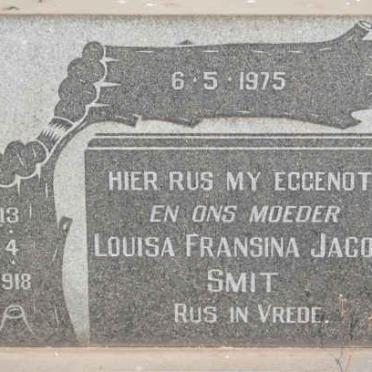 6·5·1975
13
4
1918
HIER RUS MY EGGENOT
EN ONS MOEDER
LOUISA FRANSINA JACO
SMIT
RUS IN VREDE.